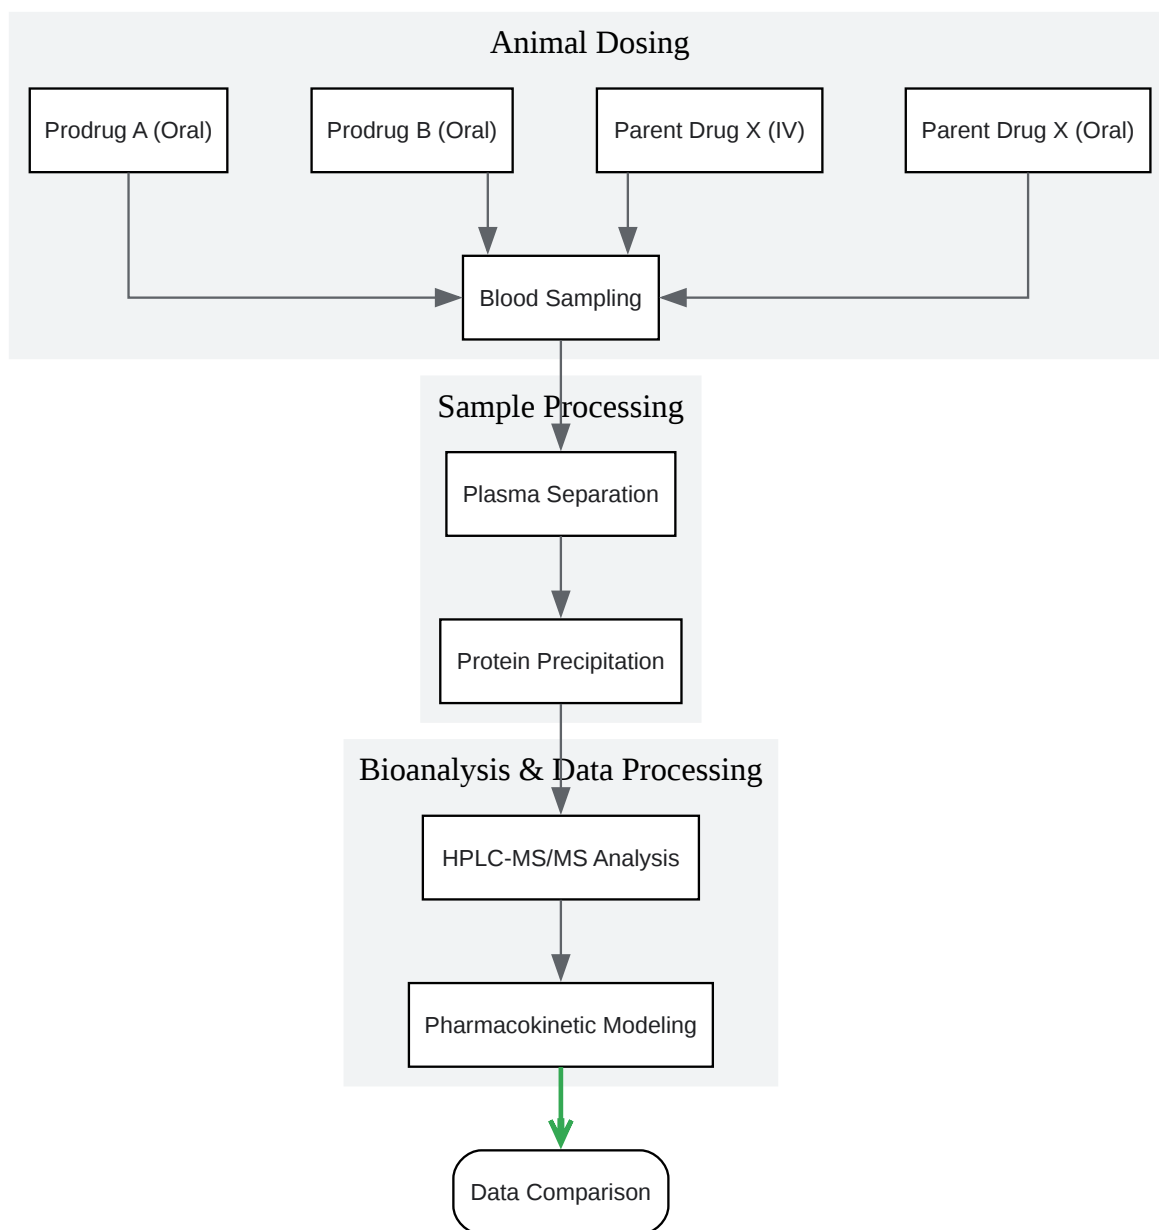 Animal Dosing
Prodrug A (Oral)
Prodrug B (Oral)
Parent Drug X (IV)
Parent Drug X (Oral)
Blood Sampling
Sample Processing
Plasma Separation
Protein Precipitation
Bioanalysis & Data Processing
HPLC-MS/MS Analysis
Pharmacokinetic Modeling
Data Comparison